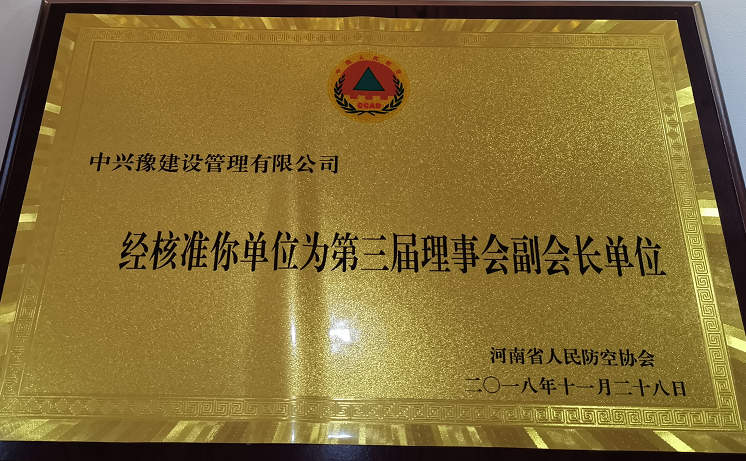 CCAD
中兴豫建设管理有限公司
经核准你单位为第三届理事会副会长单位
河南省人民防空协会
二〇一八年十一月二十八日